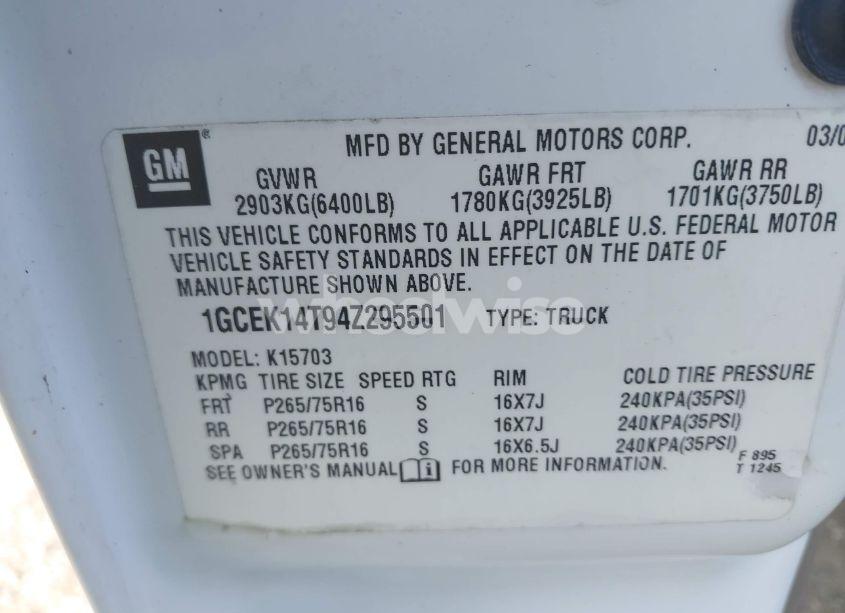 GM ®
MFD BY GENERAL MOTORS CORP. 03/0
GVWR GAWR FRT GAWR RR
2903KG(6400LB) 1780KG(3925LB) 1701KG(3750LB)
THIS VEHICLE CONFORMS TO ALL APPLICABLE U.S. FEDERAL MOTOR
VEHICLE SAFETY STANDARDS IN EFFECT ON THE DATE OF
MANUFACTURE SHOWN ABOVE.
wheelwise
1GCEK14T94Z295501 TYPE: TRUCK
MODEL: K15703
KPMG TIRE SIZE SPEED RTG RIM COLD TIRE PRESSURE
FRT P265/75R16 S 16X7J 240KPA(35PSI)
RR P265/75R16 S 16X7J 240KPA(35PSI)
SPA P265/75R16 S 16X6.5J 240KPA(35PSI)
F 895
T 1245
SEE OWNER'S MANUAL FOR MORE INFORMATION.